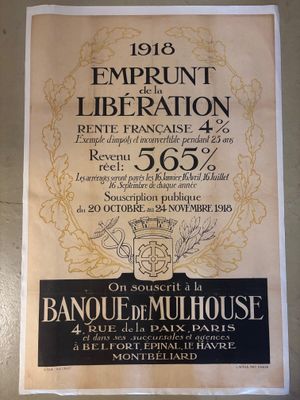 1918
EMPRUNT
de la
LIBÉRATION
RENTE FRANÇAISE 4%
Exempte d'impôts et inconvertible pendant 25 ans
Revenu réel: 5,65%
Les arrérages seront payés les 16 Janvier, 16 Avril, 16 Juillet
16 Septembre de chaque année
Souscription publique
du 20 OCTOBRE au 24 NOVEMBRE 1918
On souscrit à la
BANQUE DE MULHOUSE
4, RUE de la PAIX, PARIS
et dans ses succursales et agences
à BELFORT, ÉPINAL, LE HAVRE
MONTBÉLIARD